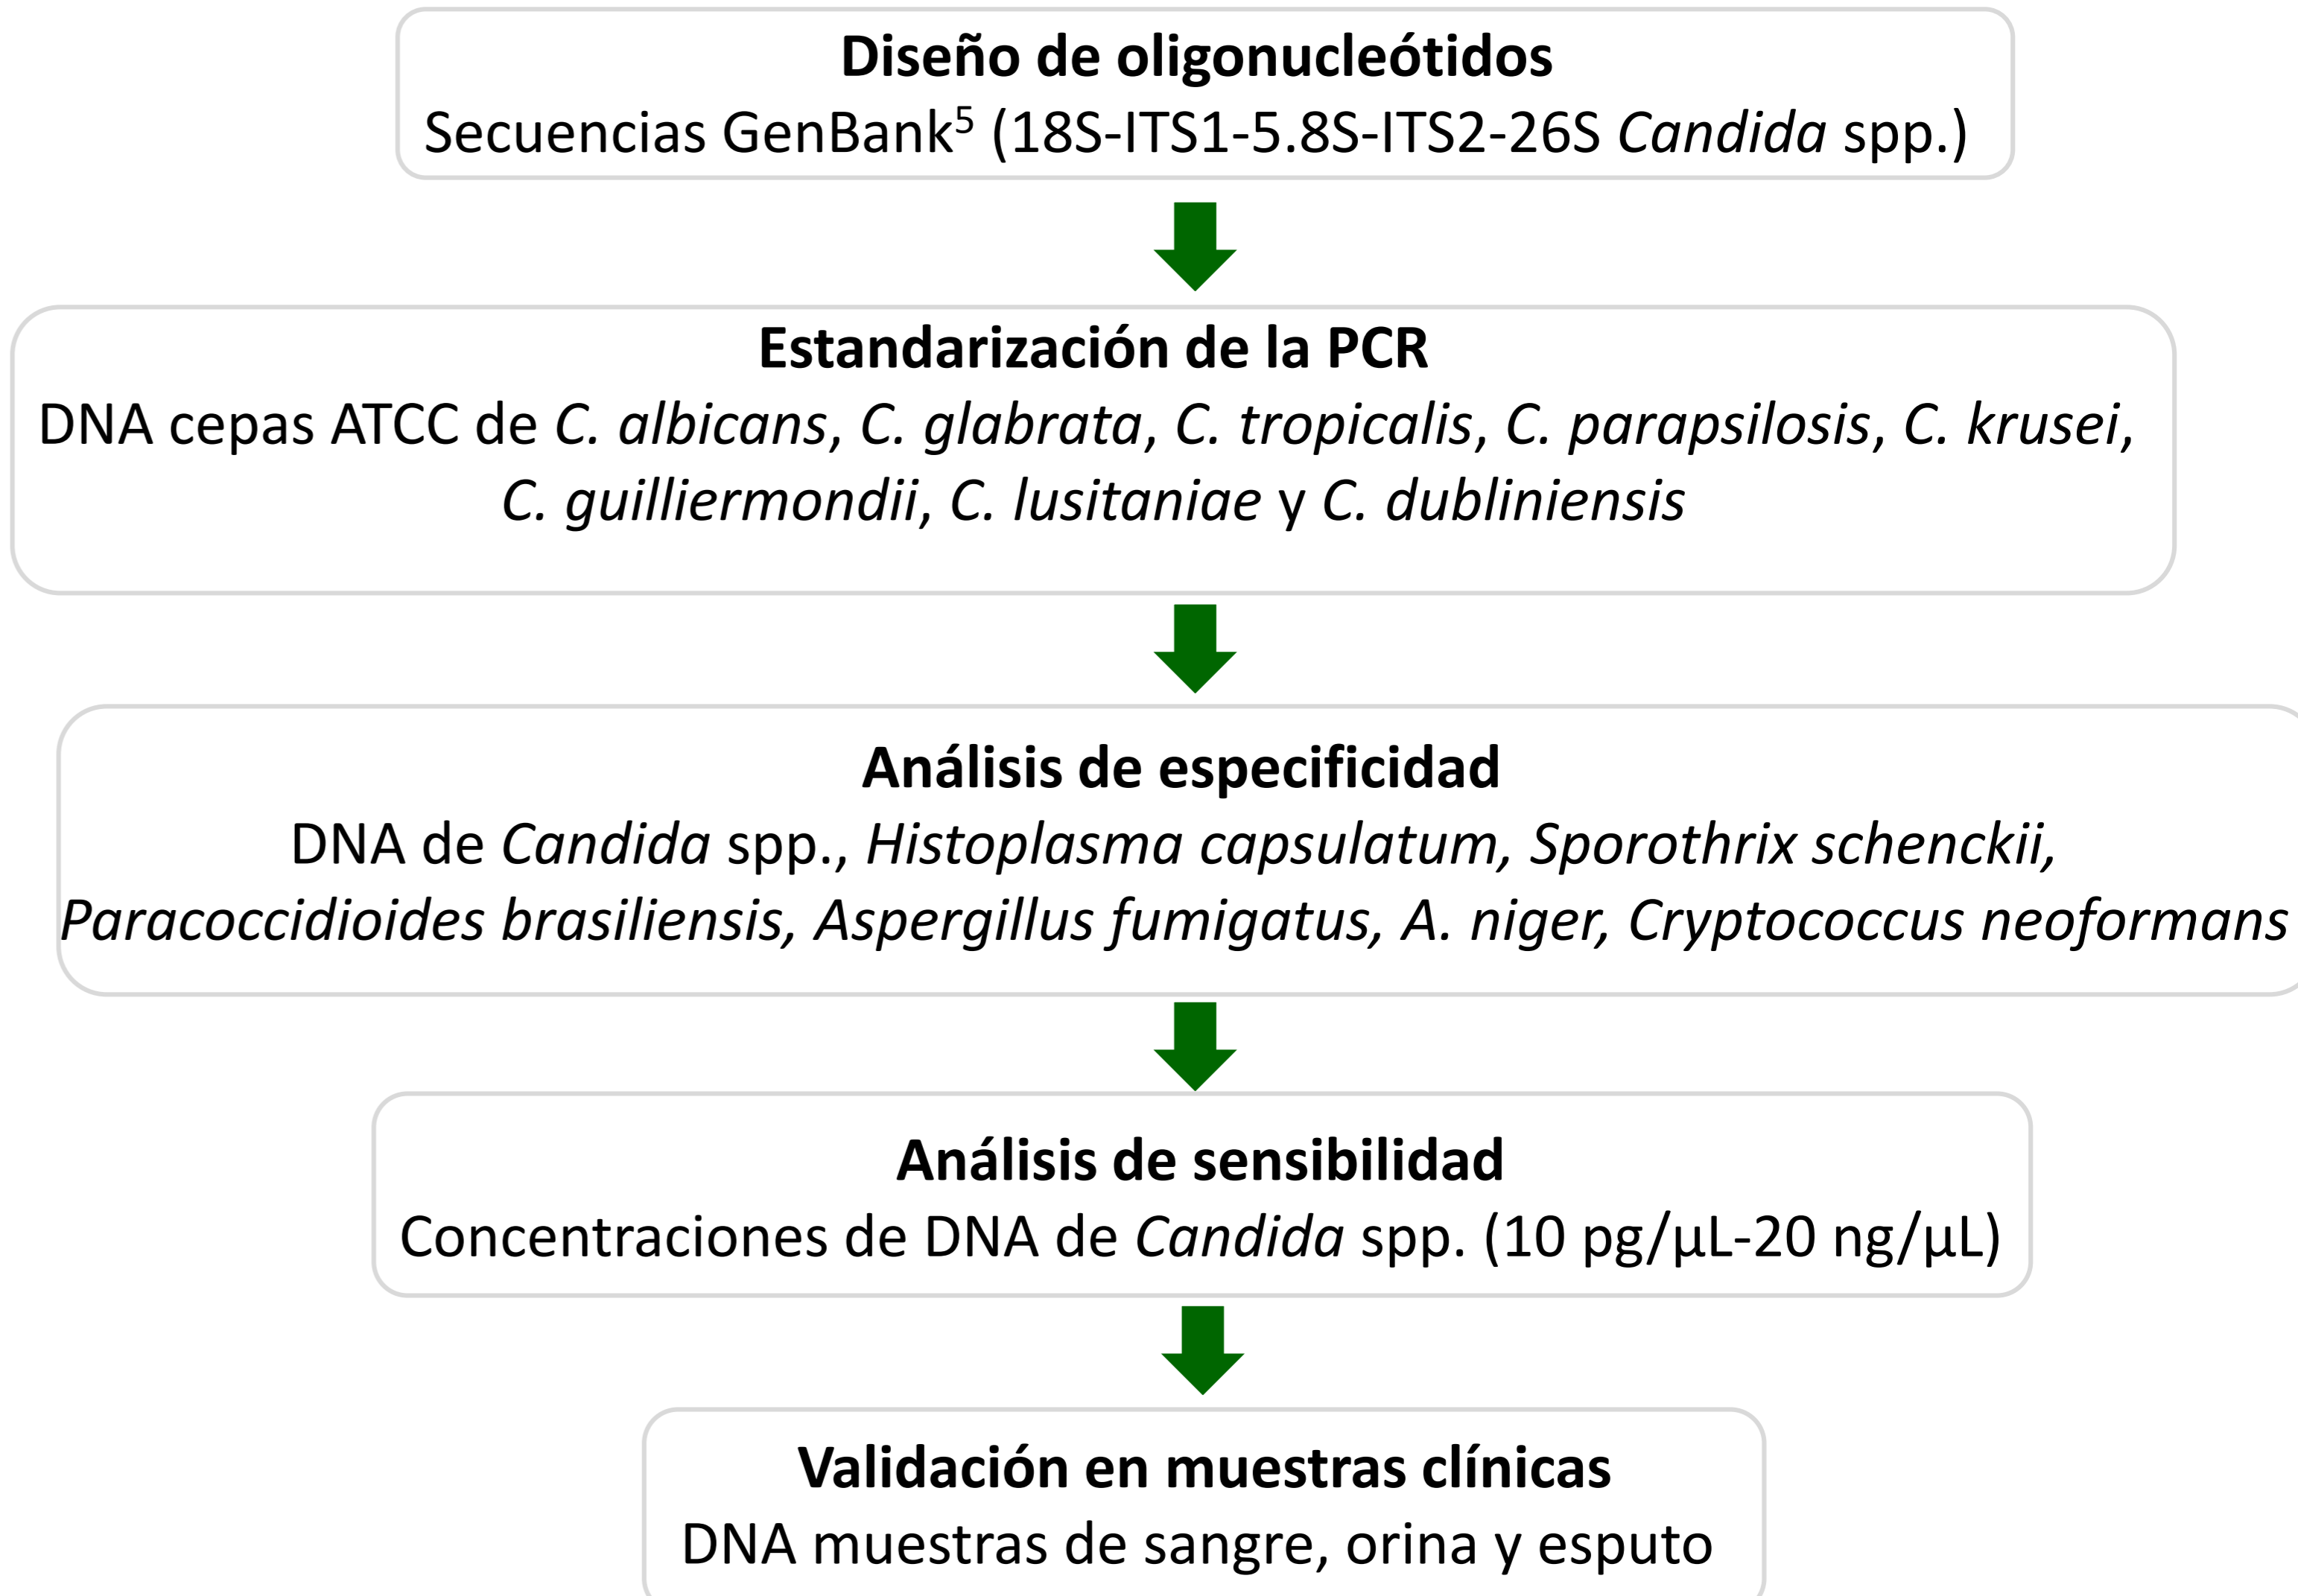 Diseño de oligonucleótidos
Secuencias GenBank⁵ (18S-ITS1-5.8S-ITS2-26S Candida spp.)
Estandarización de la PCR
DNA cepas ATCC de C. albicans, C. glabrata, C. tropicalis, C. parapsilosis, C. krusei,
C. guilliermondii, C. lusitaniae y C. dubliniensis
Análisis de especificidad
DNA de Candida spp., Histoplasma capsulatum, Sporothrix schenckii,
Paracoccidioides brasiliensis, Aspergillus fumigatus, A. niger, Cryptococcus neoformans
Análisis de sensibilidad
Concentraciones de DNA de Candida spp. (10 pg/µL-20 ng/µL)
Validación en muestras clínicas
DNA muestras de sangre, orina y esputo